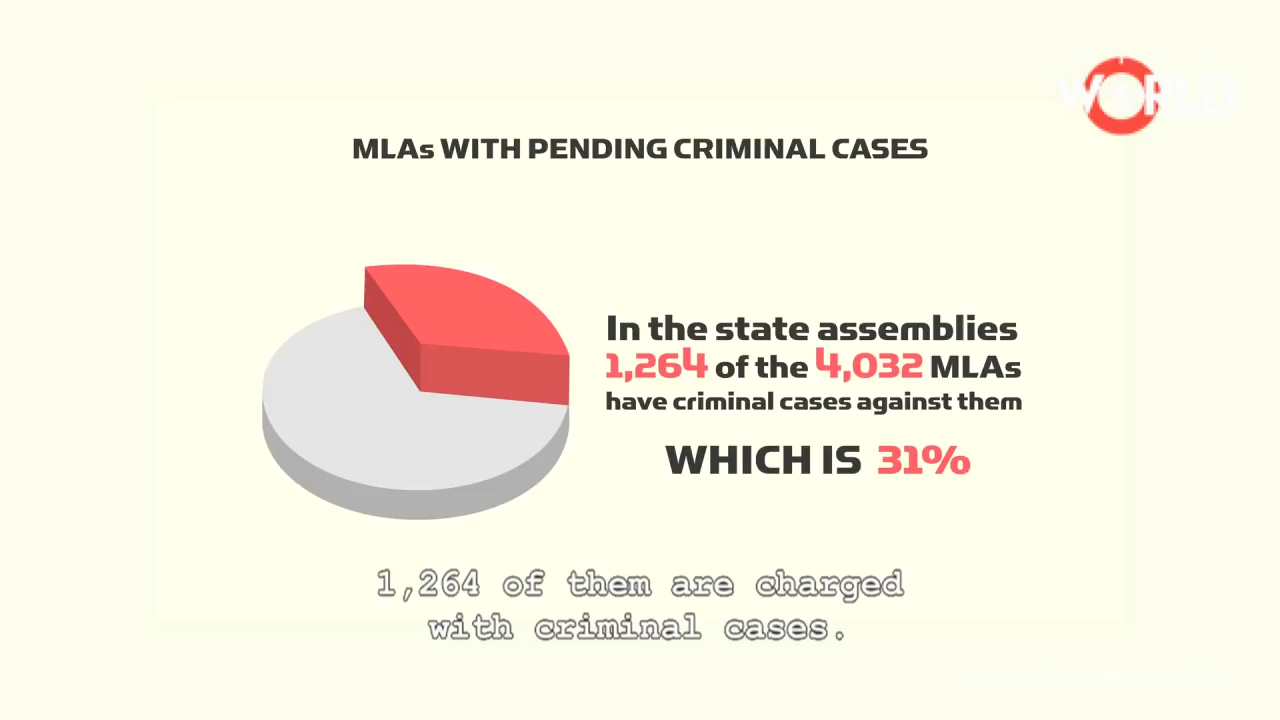 WORLD
MLAs WITH PENDING CRIMINAL CASES
In the state assemblies
1,264 of the 4,032 MLAs
have criminal cases against them
WHICH IS 31%
1,264 of them are charged
with criminal cases.